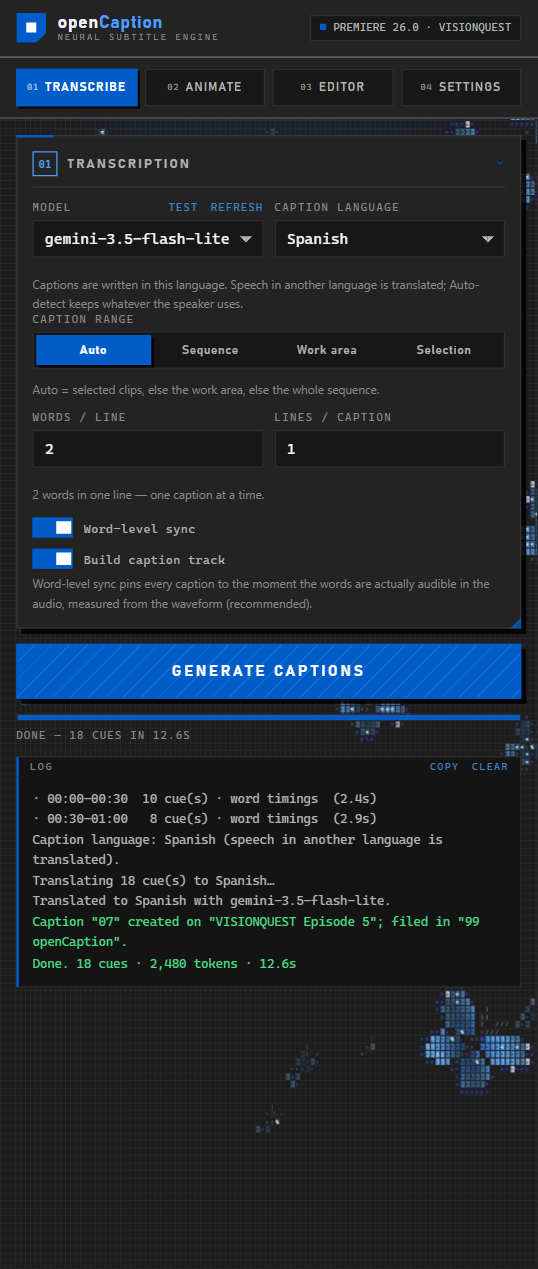 openCaption
NEURAL SUBTITLE ENGINE
PREMIERE 26.0 · VISIONQUEST
01 TRANSCRIBE
02 ANIMATE
03 EDITOR
04 SETTINGS
01 TRANSCRIPTION
MODEL TEST REFRESH CAPTION LANGUAGE
gemini-3.5-flash-lite Spanish
Captions are written in this language. Speech in another language is translated; Auto-
detect keeps whatever the speaker uses.
CAPTION RANGE
Auto Sequence Work area Selection
Auto = selected clips, else the work area, else the whole sequence.
WORDS / LINE LINES / CAPTION
2 1
2 words in one line — one caption at a time.
Word-level sync
Build caption track
Word-level sync pins every caption to the moment the words are actually audible in the
audio, measured from the waveform (recommended).
GENERATE CAPTIONS
DONE — 18 CUES IN 12.6S
LOG COPY CLEAR
· 00:00–00:30 10 cue(s) · word timings (2.4s)
· 00:30–01:00 8 cue(s) · word timings (2.9s)
Caption language: Spanish (speech in another language is
translated).
Translating 18 cue(s) to Spanish…
Translated to Spanish with gemini-3.5-flash-lite.
Caption "07" created on "VISIONQUEST Episode 5"; filed in "99
openCaption".
Done. 18 cues · 2,480 tokens · 12.6s